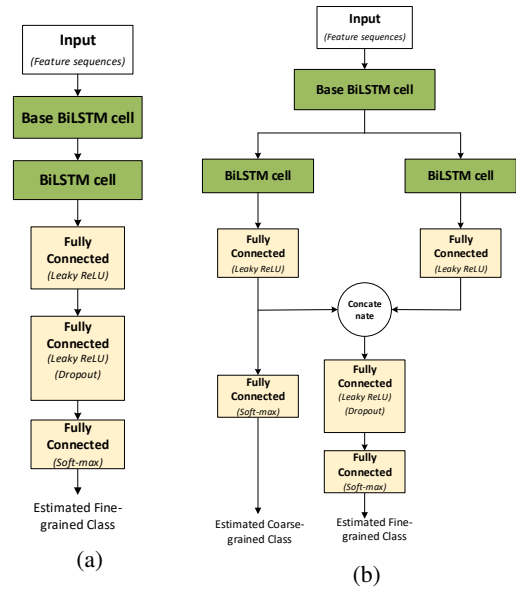 Input
(Feature sequences)
Base BiLSTM cell
BiLSTM cell
Fully
Connected
(Leaky ReLU)
Fully
Connected
(Leaky ReLU)
(Dropout)
Fully
Connected
(Soft-max)
Estimated Fine-
grained Class
(a)
Input
(Feature sequences)
Base BiLSTM cell
BiLSTM cell
BiLSTM cell
Fully
Connected
(Leaky ReLU)
Fully
Connected
(Leaky ReLU)
Concate
nate
Fully
Connected
(Soft-max)
Fully
Connected
(Leaky ReLU)
(Dropout)
Fully
Connected
(Soft-max)
Estimated Coarse-
grained Class
Estimated Fine-
grained Class
(b)